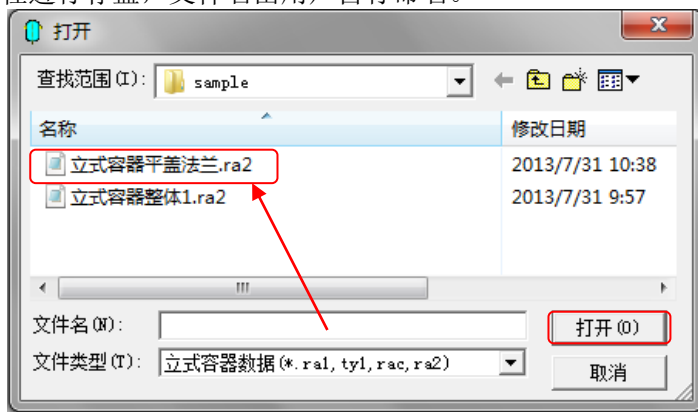 打开
查找范围(I): sample
名称 修改日期
立式容器平盖法兰.ra2 2013/7/31 10:38
立式容器整体1.ra2 2013/7/31 9:57
文件名(N): 打开(O)
文件类型(T): 立式容器数据(*.ra1,ty1,rac,ra2) 取消